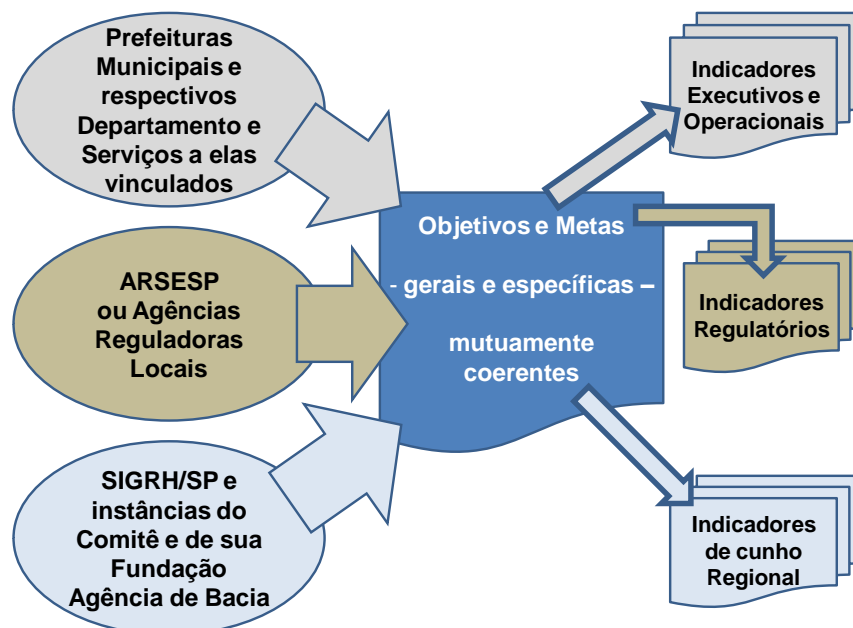 Prefeituras
Municipais e
respectivos
Departamento e
Serviços a elas
vinculados
ARSESP
ou Agências
Reguladoras
Locais
SIGRH/SP e
instâncias do
Comitê e de sua
Fundação
Agência de Bacia
Objetivos e Metas
- gerais e específicas –
mutuamente
coerentes
Indicadores
Executivos e
Operacionais
Indicadores
Regulatórios
Indicadores
de cunho
Regional